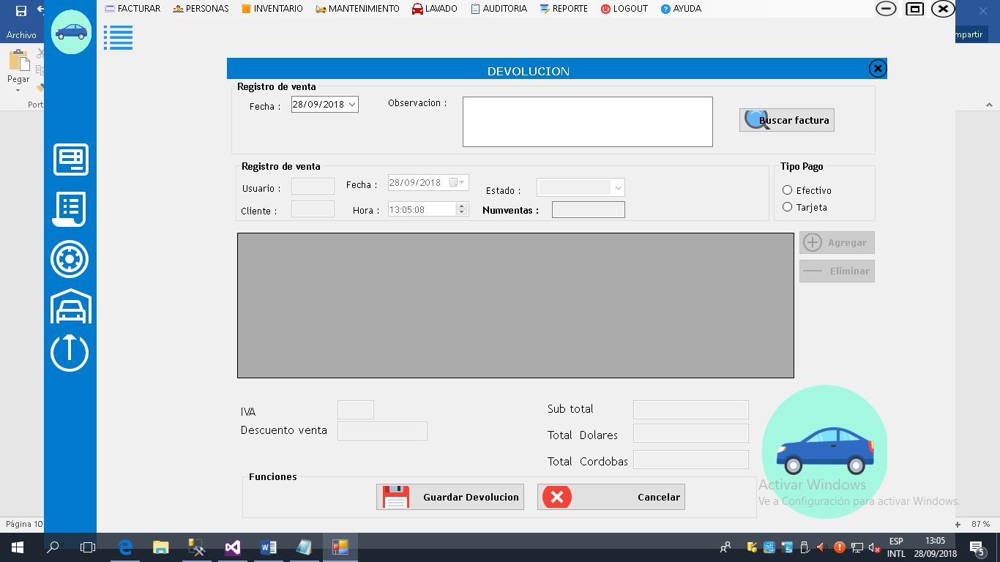 FACTURAR PERSONAS INVENTARIO MANTENIMIENTO LAVADO AUDITORIA REPORTE LOGOUT AYUDA
Archivo
mpartir
Pegar
Port
DEVOLUCION
Registro de venta
Fecha : 28/09/2018 Observacion :
Buscar factura
Registro de venta
Usuario : Fecha : 28/09/2018 Estado :
Cliente : Hora : 13:05:08 Numventas :
Tipo Pago
Efectivo
Tarjeta
Agregar
Eliminar
IVA
Descuento venta
Sub total
Total Dolares
Total Cordobas
Funciones
Guardar Devolucion Cancelar
Activar Windows
Ve a Configuración para activar Windows.
Página 10
87 %
ESP
INTL
13:05
28/09/2018
5